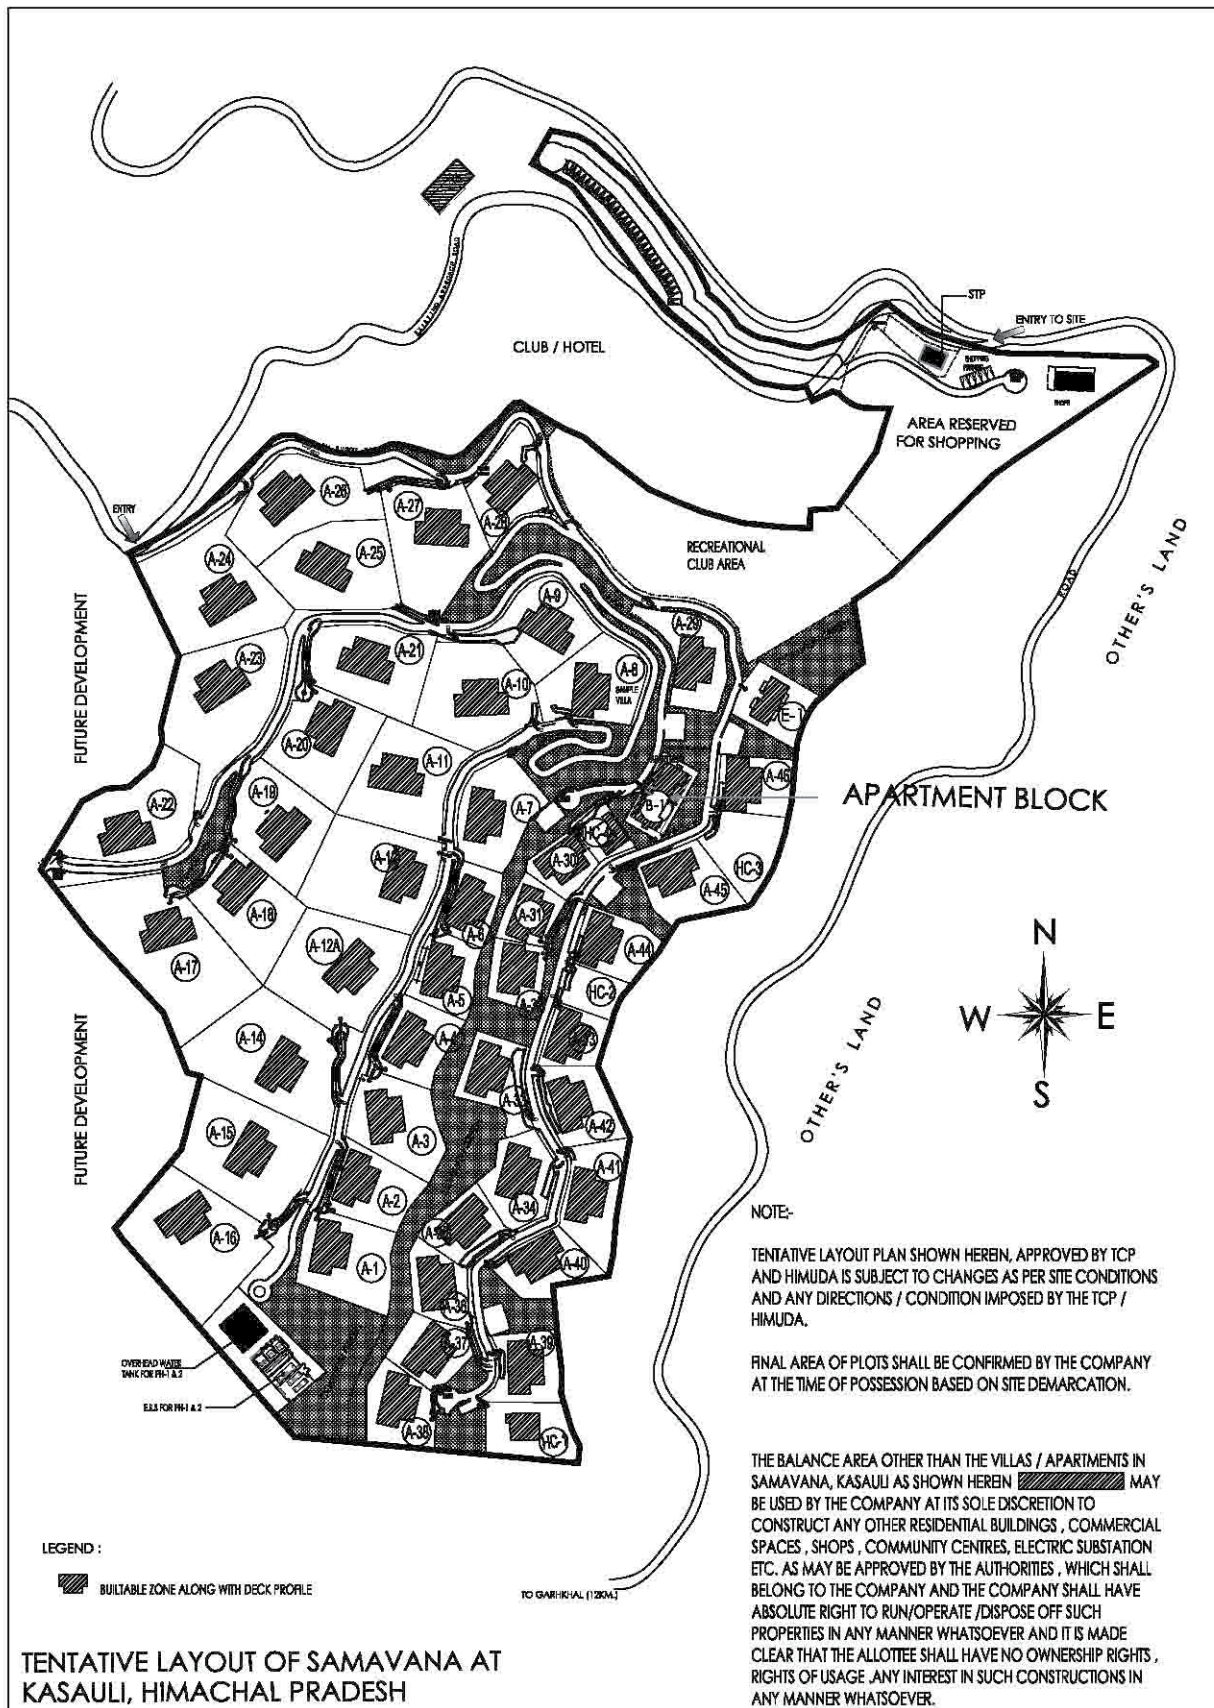 STP
ENTRY TO SITE
EXISTING APPROACH ROAD
CLUB / HOTEL
SHOPPING
SHOPS
AREA RESERVED
FOR SHOPPING
ENTRY
A-26
A-27
A-28
A-25
A-24
RECREATIONAL
CLUB AREA
ROAD
OTHER'S LAND
FUTURE DEVELOPMENT
A-9
A-29
A-21
A-23
A-8
SAMPLE
VILLA
A-10
E-1
A-20
A-11
A-46
A-22
A-19
A-7
B-1
APARTMENT BLOCK
A-30
HC-3
A-45
A-18
A-31
A-6
A-12A
A-44
A-17
HC-2
A-5
N
W
E
S
OTHER'S LAND
FUTURE DEVELOPMENT
A-14
A-4
A-33
A-42
A-15
A-3
A-41
A-2
A-34
A-16
A-1
A-40
A-36
A-37
A-39
A-38
HC-1
OVERHEAD WATER
TANK FOR PH-1 & 2
E.S.S FOR PH-1 & 2
NOTE:-
TENTATIVE LAYOUT PLAN SHOWN HEREIN, APPROVED BY TCP
AND HIMUDA IS SUBJECT TO CHANGES AS PER SITE CONDITIONS
AND ANY DIRECTIONS / CONDITION IMPOSED BY THE TCP /
HIMUDA.
FINAL AREA OF PLOTS SHALL BE CONFIRMED BY THE COMPANY
AT THE TIME OF POSSESSION BASED ON SITE DEMARCATION.
THE BALANCE AREA OTHER THAN THE VILLAS / APARTMENTS IN
SAMAVANA, KASAULI AS SHOWN HEREIN MAY
BE USED BY THE COMPANY AT ITS SOLE DISCRETION TO
CONSTRUCT ANY OTHER RESIDENTIAL BUILDINGS , COMMERCIAL
SPACES , SHOPS , COMMUNITY CENTRES, ELECTRIC SUBSTATION
ETC. AS MAY BE APPROVED BY THE AUTHORITIES , WHICH SHALL
BELONG TO THE COMPANY AND THE COMPANY SHALL HAVE
ABSOLUTE RIGHT TO RUN/OPERATE /DISPOSE OFF SUCH
PROPERTIES IN ANY MANNER WHATSOEVER AND IT IS MADE
CLEAR THAT THE ALLOTTEE SHALL HAVE NO OWNERSHIP RIGHTS ,
RIGHTS OF USAGE ,ANY INTEREST IN SUCH CONSTRUCTIONS IN
ANY MANNER WHATSOEVER.
LEGEND :
BUILTABLE ZONE ALONG WITH DECK PROFILE
TO GARHKHAL (12KM.)
TENTATIVE LAYOUT OF SAMAVANA AT
KASAULI, HIMACHAL PRADESH